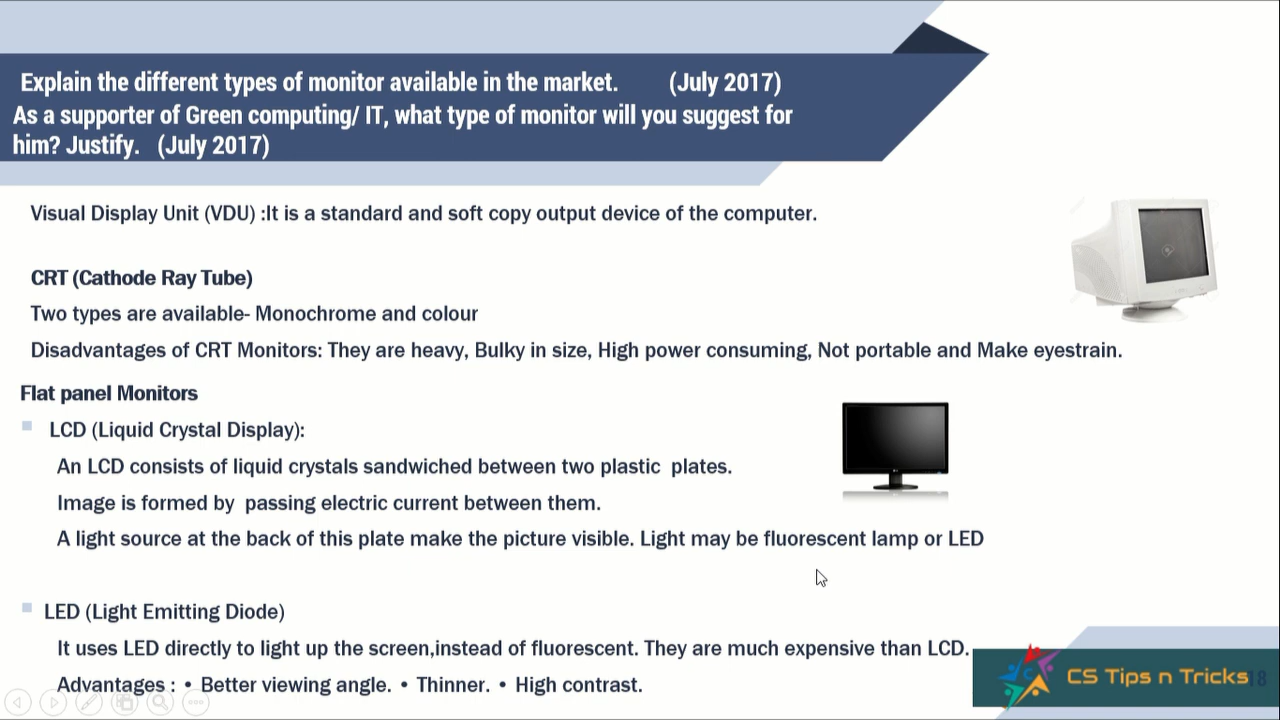 Explain the different types of monitor available in the market. (July 2017)
As a supporter of Green computing/ IT, what type of monitor will you suggest for
him? Justify. (July 2017)
Visual Display Unit (VDU) :It is a standard and soft copy output device of the computer.
CRT (Cathode Ray Tube)
Two types are available- Monochrome and colour
Disadvantages of CRT Monitors: They are heavy, Bulky in size, High power consuming, Not portable and Make eyestrain.
Flat panel Monitors
LCD (Liquid Crystal Display):
An LCD consists of liquid crystals sandwiched between two plastic plates.
Image is formed by passing electric current between them.
A light source at the back of this plate make the picture visible. Light may be fluorescent lamp or LED
LED (Light Emitting Diode)
It uses LED directly to light up the screen,instead of fluorescent. They are much expensive than LCD.
Advantages : • Better viewing angle. • Thinner. • High contrast.
CS Tips n Tricks
18